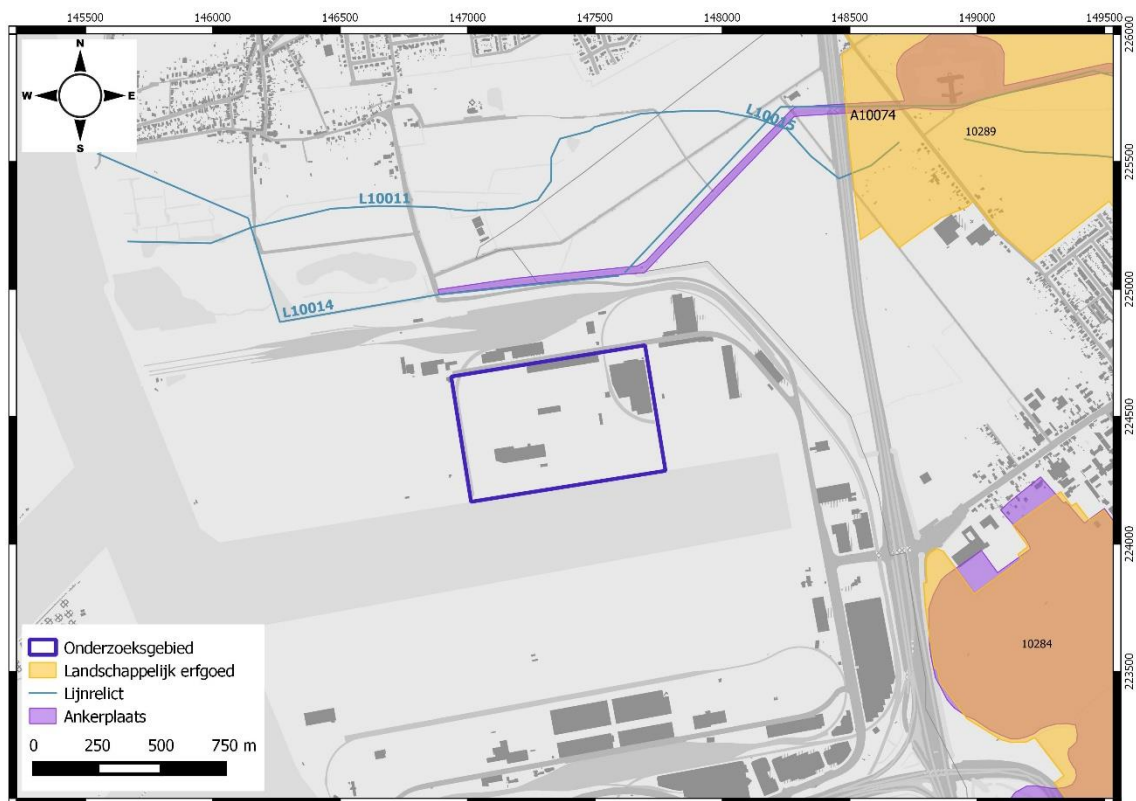 145500 146000 146500 147000 147500 148000 148500 149000 149500
226000
N
W E
S
L10015
A10074
10289
225500
L10011
L10014
225000
224500
224000
10284
223500
Onderzoeksgebied
Landschappelijk erfgoed
Lijnrelict
Ankerplaats
0 250 500 750 m